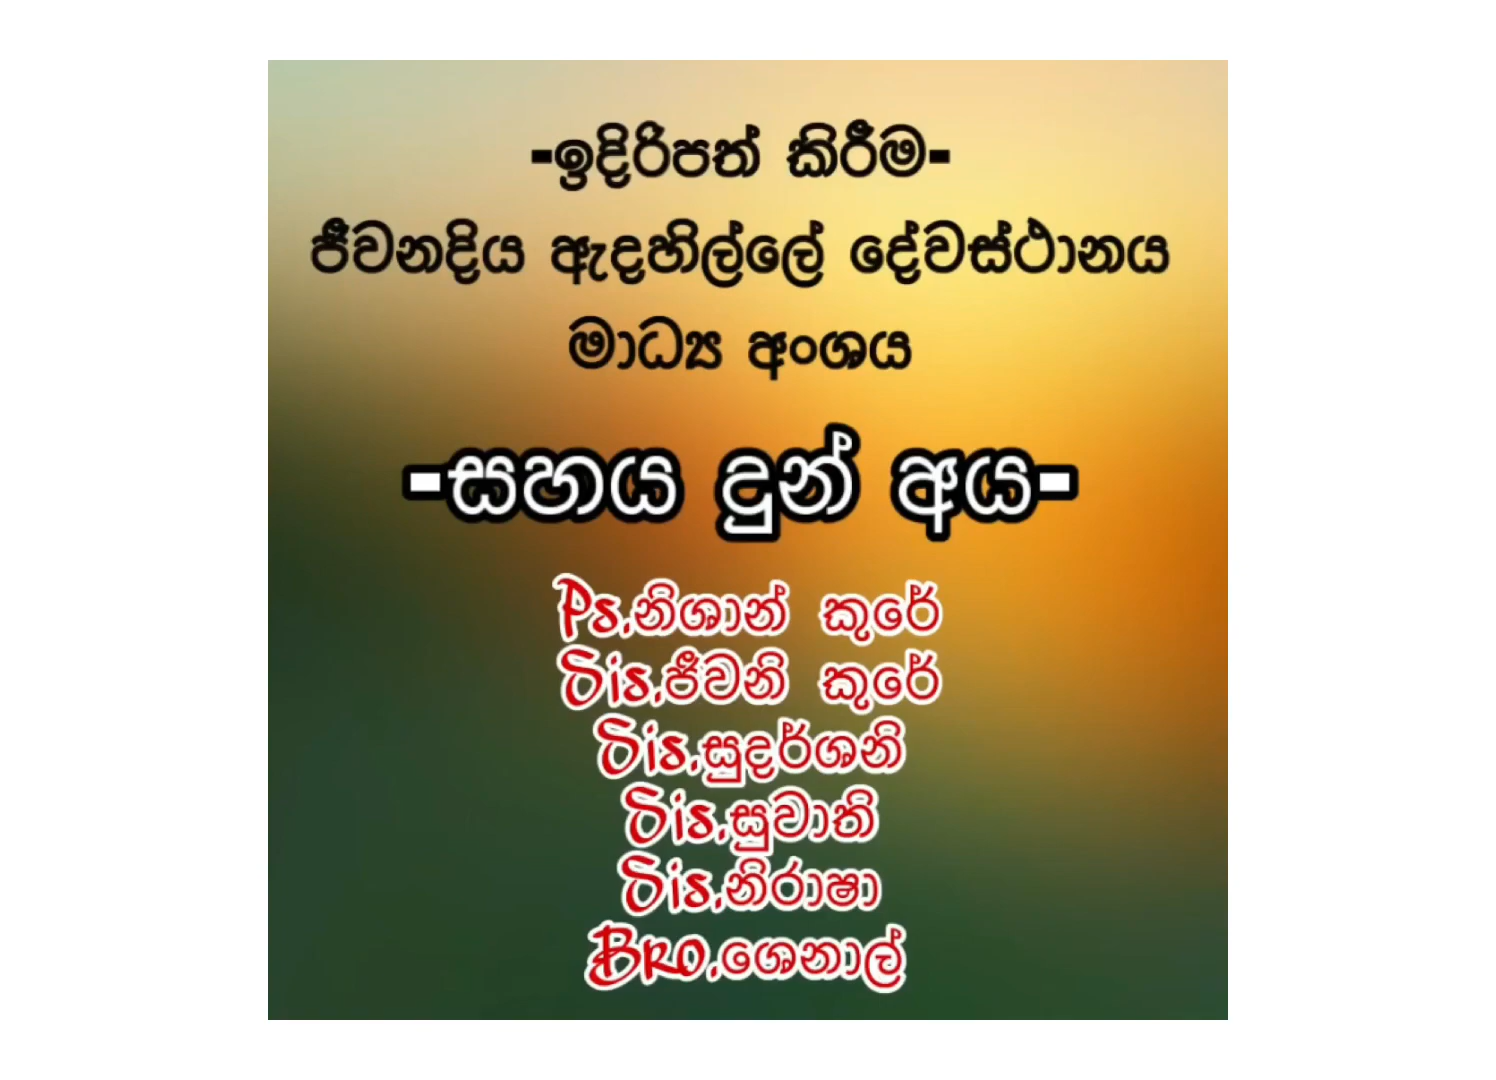 -ඉදිරිපත් කිරීම-
ජීවනදිය ඇදහිල්ලේ දේවස්ථානය
මාධ්‍ය අංශය
-සහය දුන් අය-
Ps.නිශාන් කුරේ
Sis.ජීවනි කුරේ
Sis.සුදර්ශනි
Sis.සුවාති
Sis.නිරාෂා
Bro.ශෙනාල්